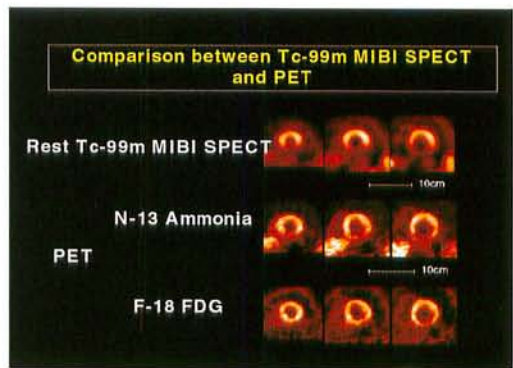 Comparison between Tc-99m MIBI SPECT
and PET
Rest Tc-99m MIBI SPECT
10cm
N-13 Ammonia
PET
10cm
F-18 FDG